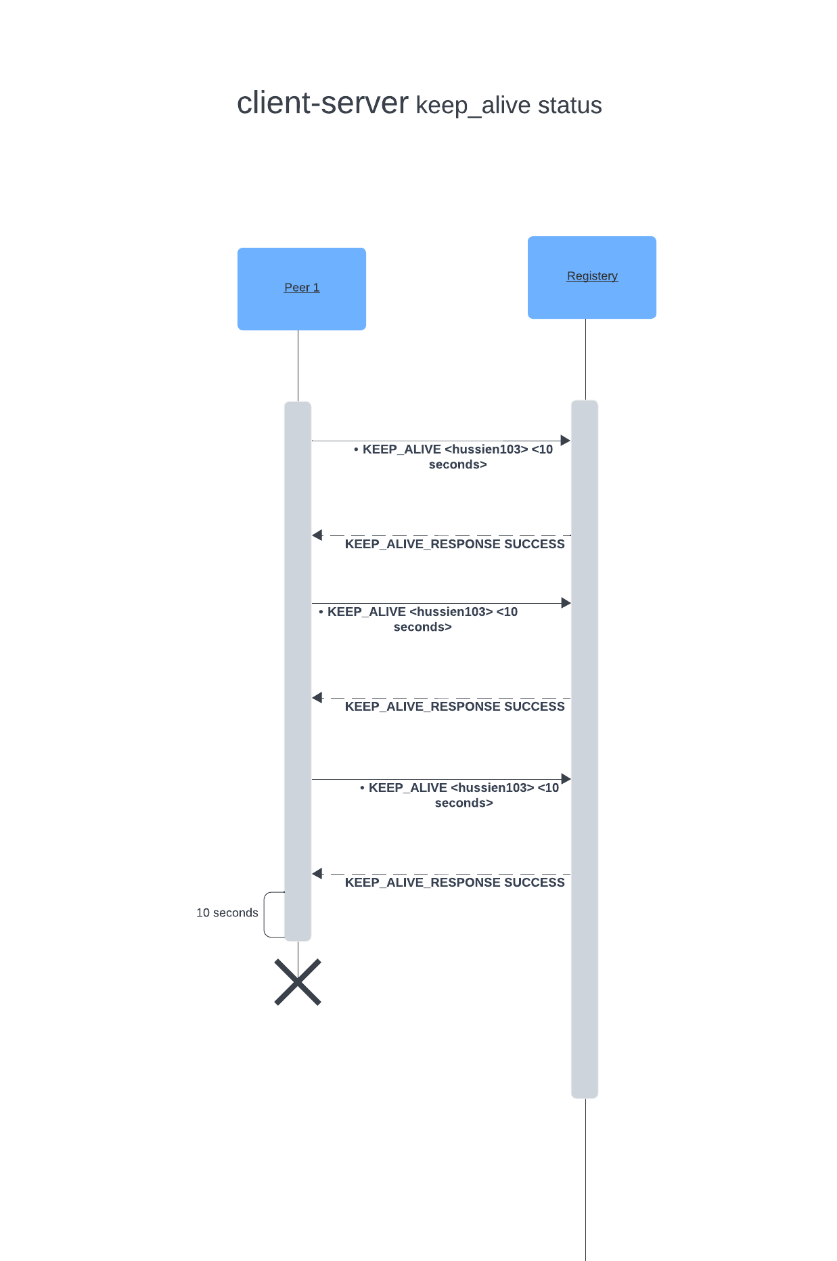 client-server keep_alive status
Registery
Peer 1
• KEEP_ALIVE <hussien103> <10
seconds>
KEEP_ALIVE_RESPONSE SUCCESS
• KEEP_ALIVE <hussien103> <10
seconds>
KEEP_ALIVE_RESPONSE SUCCESS
• KEEP_ALIVE <hussien103> <10
seconds>
KEEP_ALIVE_RESPONSE SUCCESS
10 seconds